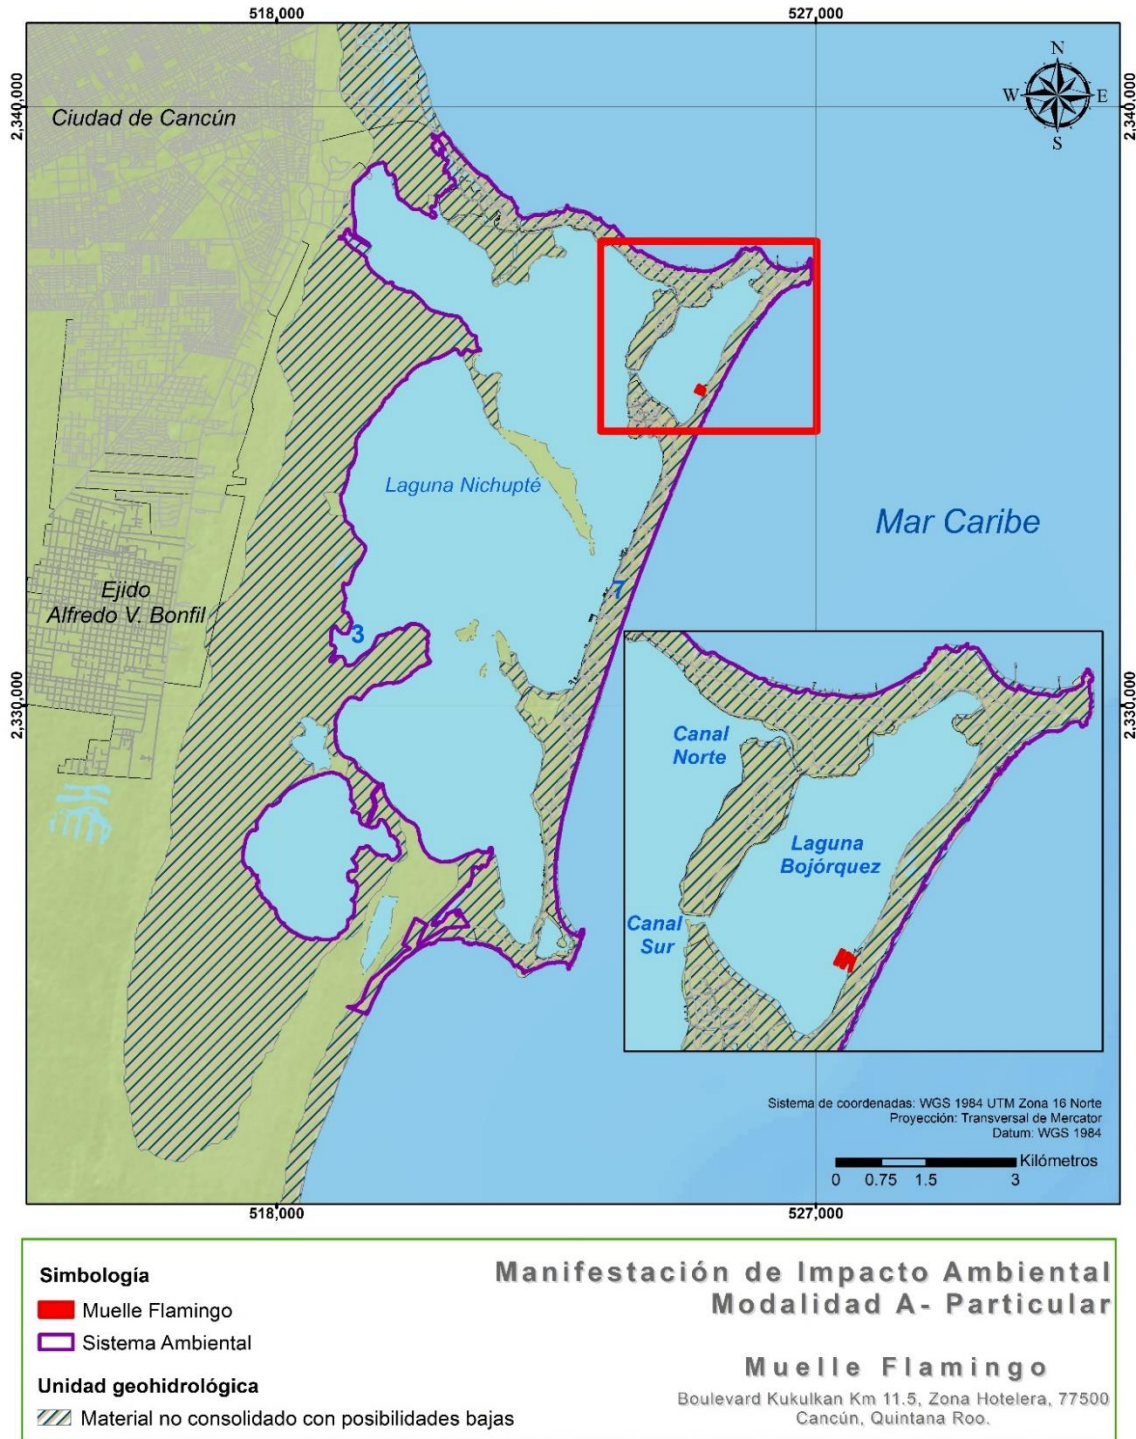 518,000
527,000
2,340,000
2,340,000
Ciudad de Cancún
N
W
E
S
Laguna Nichupté
Mar Caribe
Ejido
Alfredo V. Bonfil
7
3
2,330,000
2,330,000
Canal
Norte
Laguna
Bojórquez
Canal
Sur
Sistema de coordenadas: WGS 1984 UTM Zona 16 Norte
Proyección: Transversal de Mercator
Datum: WGS 1984
Kilómetros
0 0.75 1.5 3
518,000
527,000
Simbología
Muelle Flamingo
Sistema Ambiental
Unidad geohidrológica
Material no consolidado con posibilidades bajas
Manifestación de Impacto Ambiental
Modalidad A- Particular
Muelle Flamingo
Boulevard Kukulkan Km 11.5, Zona Hotelera, 77500
Cancún, Quintana Roo.